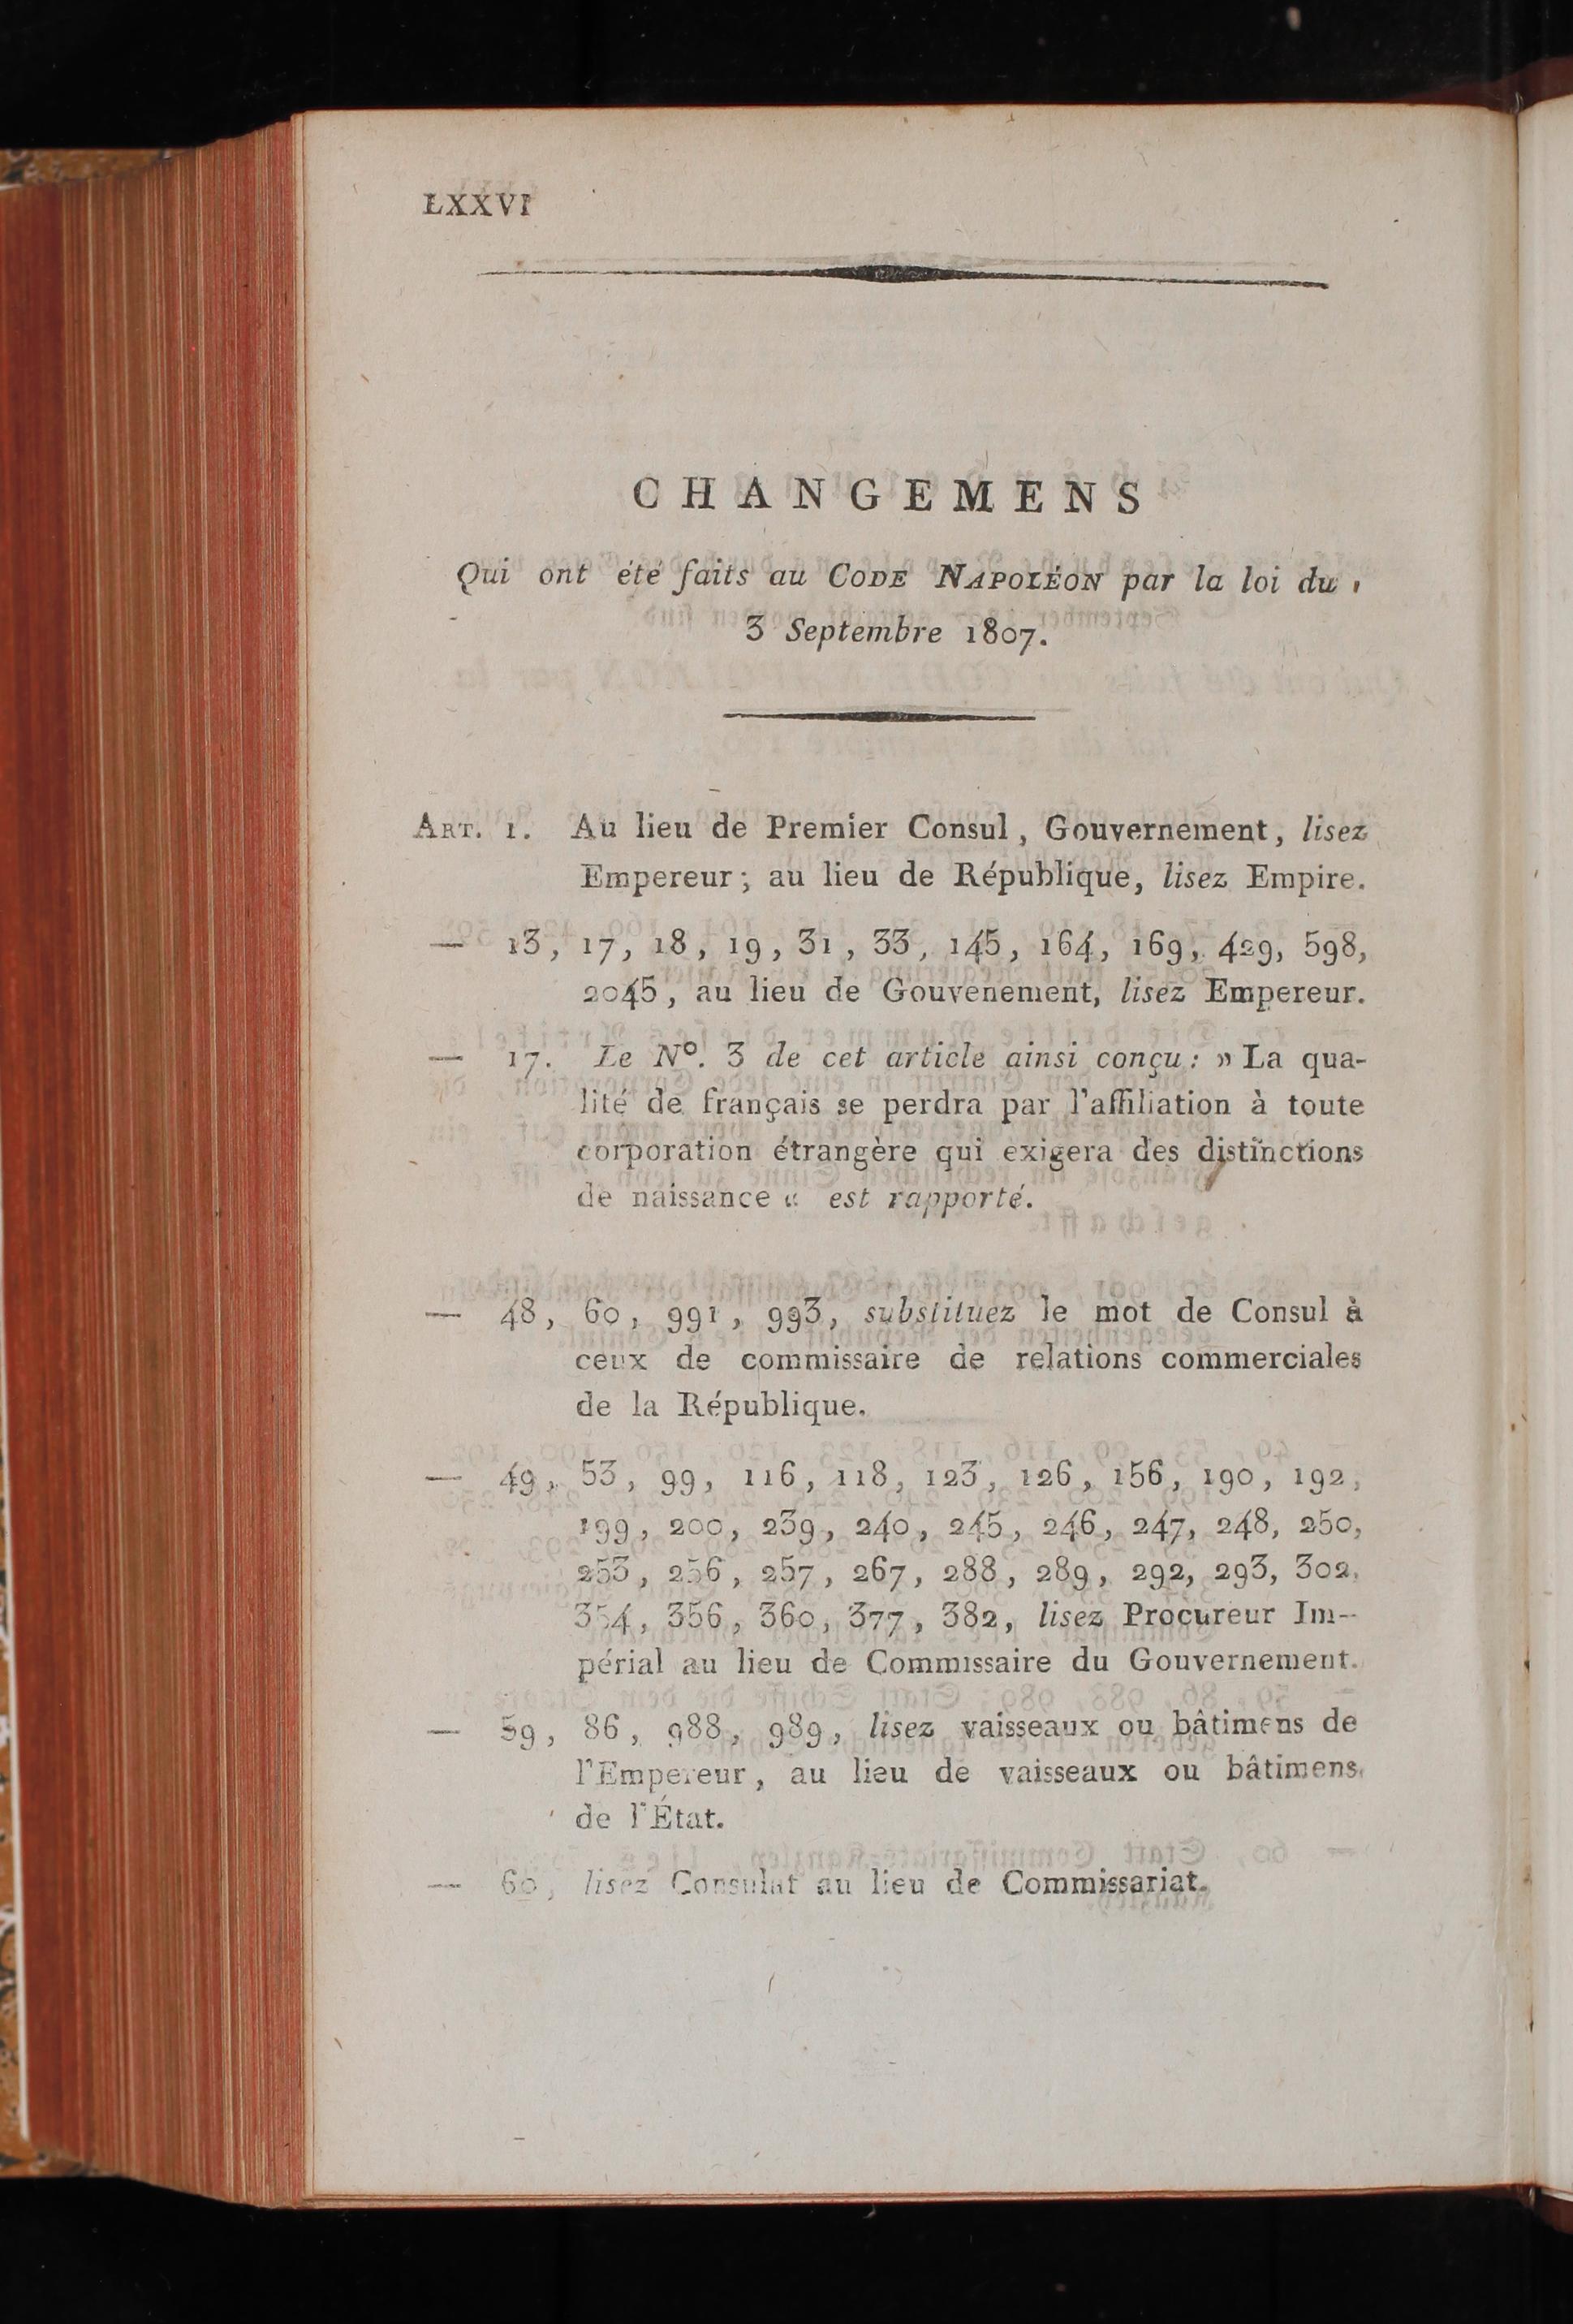 LXXVI
CHANGEMENS
Qui ont été faits au CODE NAPOLÉON par la loi du
3 Septembre 1807.
ART. 1. Au lieu de Premier Consul, Gouvernement, lisez
Empereur; au lieu de République, lisez Empire.
— 13, 17, 18, 19, 31, 33, 145, 164, 169, 429, 598,
2045, au lieu de Gouvenement, lisez Empereur.
— 17. Le N°. 3 de cet article ainsi conçu: » La qua-
lité de français se perdra par l'affiliation à toute
corporation étrangère qui exigera des distinctions
de naissance « est rapporté.
— 48, 60, 991, 993, substituez le mot de Consul à
ceux de commissaire de relations commerciales
de la République.
— 49, 53, 99, 116, 118, 123, 126, 156, 190, 192,
199, 200, 239, 240, 245, 246, 247, 248, 250,
253, 256, 257, 267, 288, 289, 292, 293, 302,
354, 356, 360, 377, 382, lisez Procureur Im-
périal au lieu de Commissaire du Gouvernement.
— 59, 86, 988, 989, lisez vaisseaux ou bâtimens de
l'Empereur, au lieu de vaisseaux ou bâtimens
de l'État.
— 60, lisez Consulat au lieu de Commissariat.